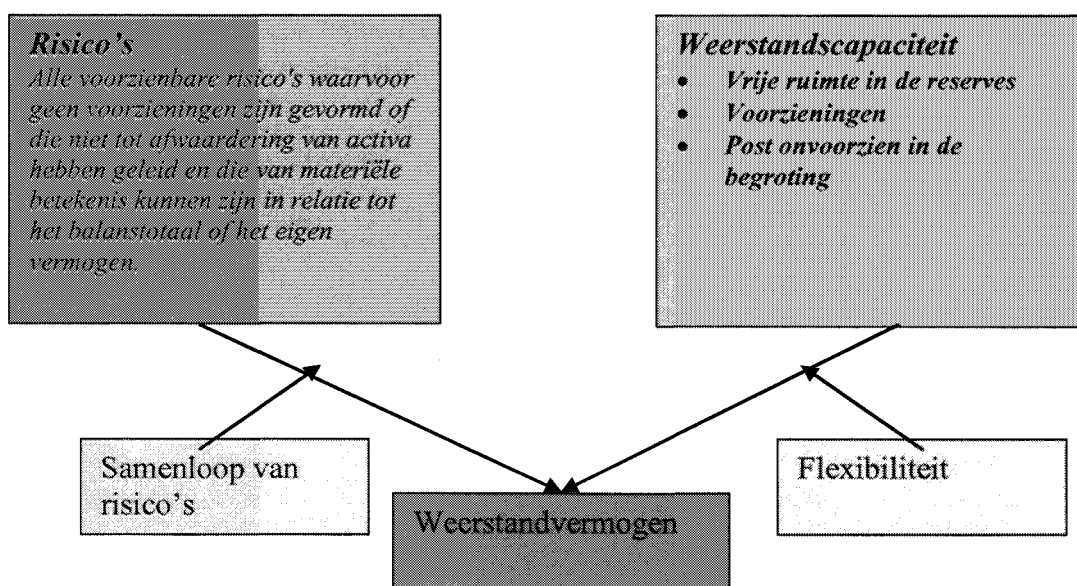 Risico's
Alle voorzienbare risico's waarvoor
geen voorzieningen zijn gevormd of
die niet tot afwaardering van activa
hebben geleid en die van materiële
betekenis kunnen zijn in relatie tot
het balanstotaal of het eigen
vermogen.
Weerstandscapaciteit
• Vrije ruimte in de reserves
• Voorzieningen
• Post onvoorzien in de
begroting
Samenloop van
risico's
Flexibiliteit
Weerstandvermogen